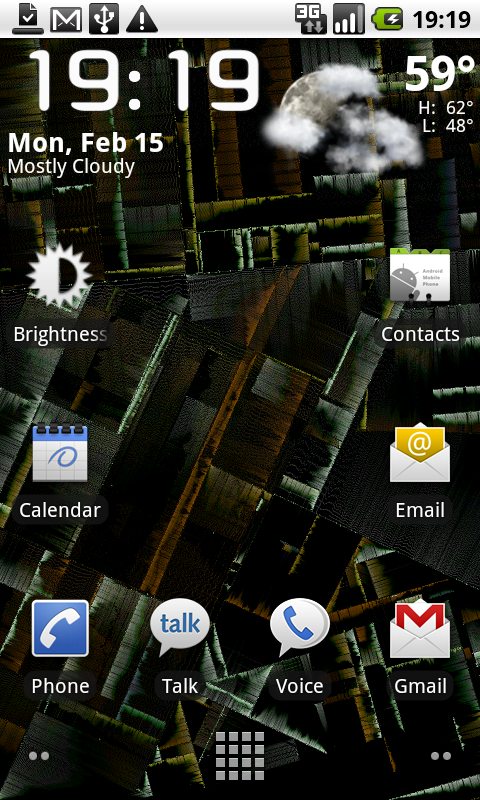 3G 19:19
19:19
59°
H: 62°
L: 48°
Mon, Feb 15
Mostly Cloudy
Android
Mobile
Phone
Brightness
Contacts
@
Calendar
Email
talk
Phone
Talk
Voice
Gmail